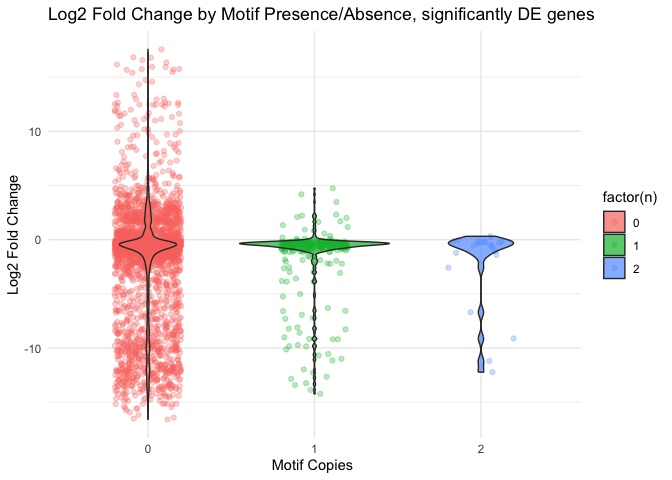 Log2 Fold Change by Motif Presence/Absence, significantly DE genes
Log2 Fold Change
10
0
-10
0
1
2
Motif Copies
factor(n)
0
1
2